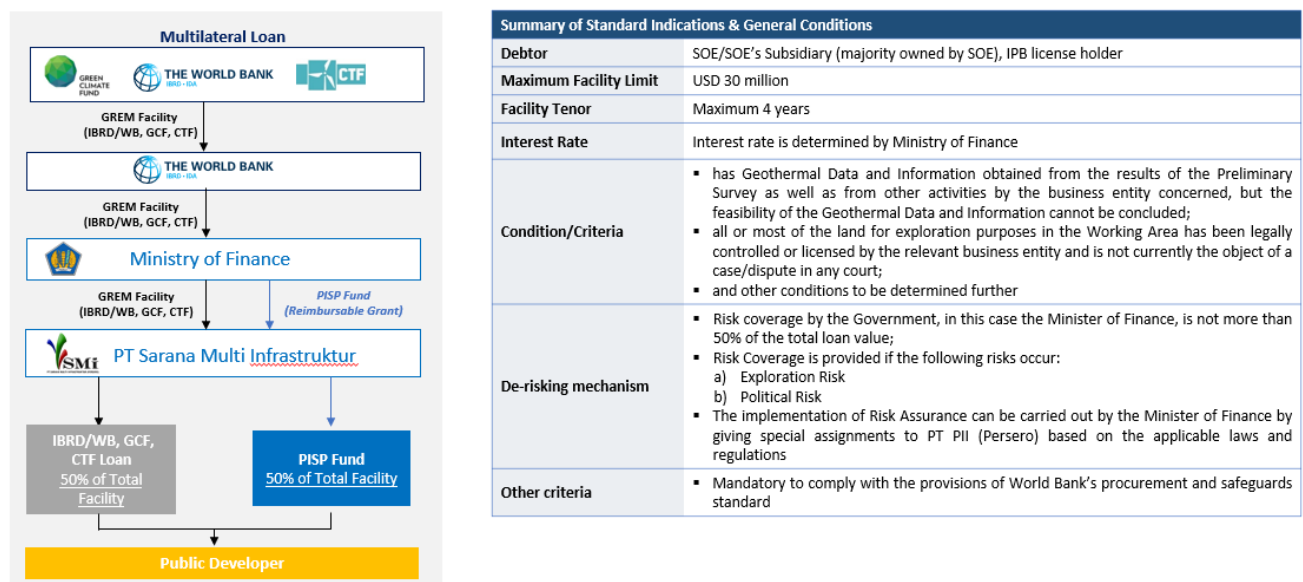 Multilateral Loan
GREEN
CLIMATE
FUND
THE WORLD BANK
IBRD • IDA
CTF
GREM Facility
(IBRD/WB, GCF, CTF)
THE WORLD BANK
IBRD • IDA
GREM Facility
(IBRD/WB, GCF, CTF)
Ministry of Finance
GREM Facility
(IBRD/WB, GCF, CTF)
PISP Fund
(Reimbursable Grant)
SMi
PT Sarana Multi Infrastruktur
IBRD/WB, GCF,
CTF Loan
50% of Total
Facility
PISP Fund
50% of Total Facility
Public Developer
Summary of Standard Indications & General Conditions
Debtor
SOE/SOE's Subsidiary (majority owned by SOE), IPB license holder
Maximum Facility Limit
USD 30 million
Facility Tenor
Maximum 4 years
Interest Rate
Interest rate is determined by Ministry of Finance
Condition/Criteria
▪ has Geothermal Data and Information obtained from the results of the Preliminary
Survey as well as from other activities by the business entity concerned, but the
feasibility of the Geothermal Data and Information cannot be concluded;
▪ all or most of the land for exploration purposes in the Working Area has been legally
controlled or licensed by the relevant business entity and is not currently the object of a
case/dispute in any court;
▪ and other conditions to be determined further
De-risking mechanism
▪ Risk coverage by the Government, in this case the Minister of Finance, is not more than
50% of the total loan value;
▪ Risk Coverage is provided if the following risks occur:
a) Exploration Risk
b) Political Risk
▪ The implementation of Risk Assurance can be carried out by the Minister of Finance by
giving special assignments to PT PII (Persero) based on the applicable laws and
regulations
Other criteria
▪ Mandatory to comply with the provisions of World Bank's procurement and safeguards
standard